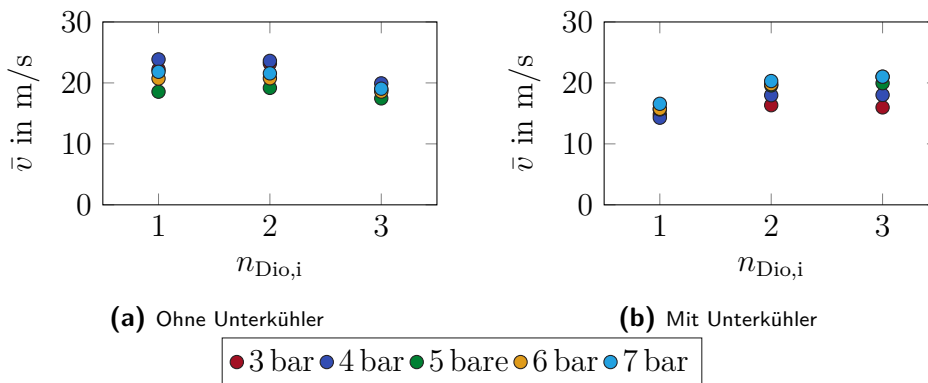 30
20
10
0
v̄ in m/s
1 2 3
n_Dio,i
(a) Ohne Unterkühler
30
20
10
0
v̄ in m/s
1 2 3
n_Dio,i
(b) Mit Unterkühler
3 bar 4 bar 5 bare 6 bar 7 bar